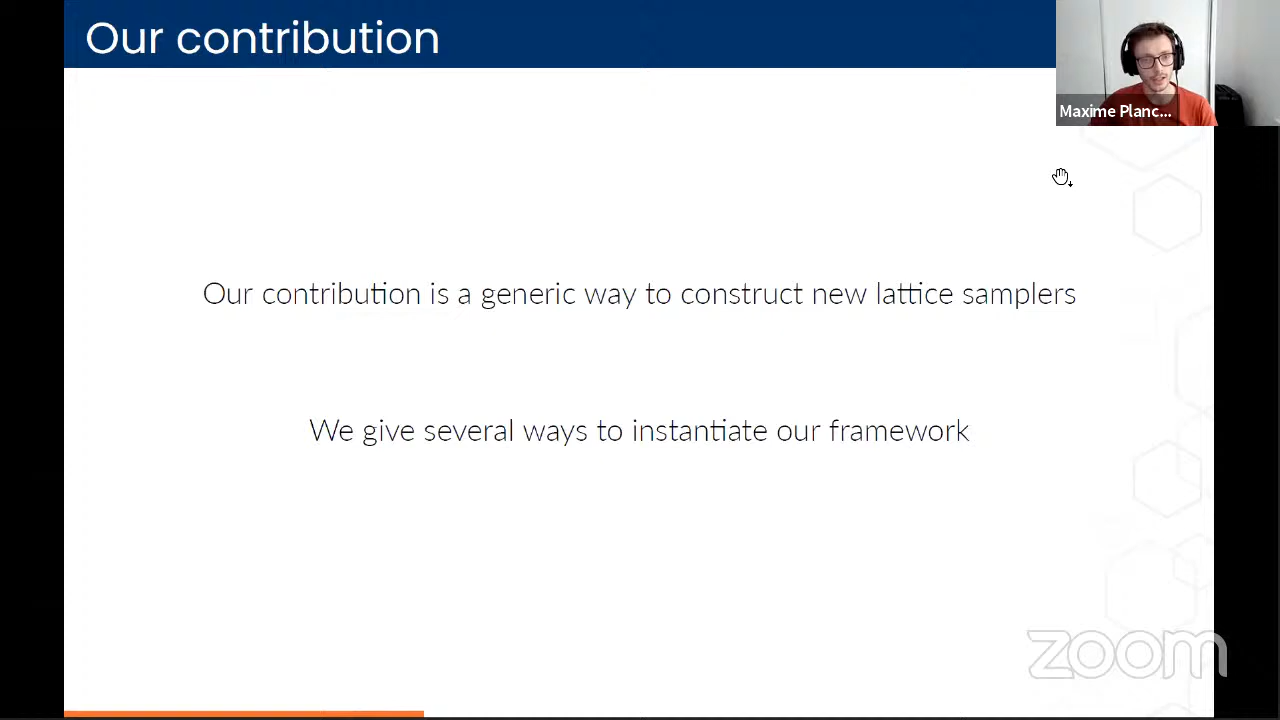 Our contribution
Maxime Planc...
Our contribution is a generic way to construct new lattice samplers
We give several ways to instantiate our framework
zoom